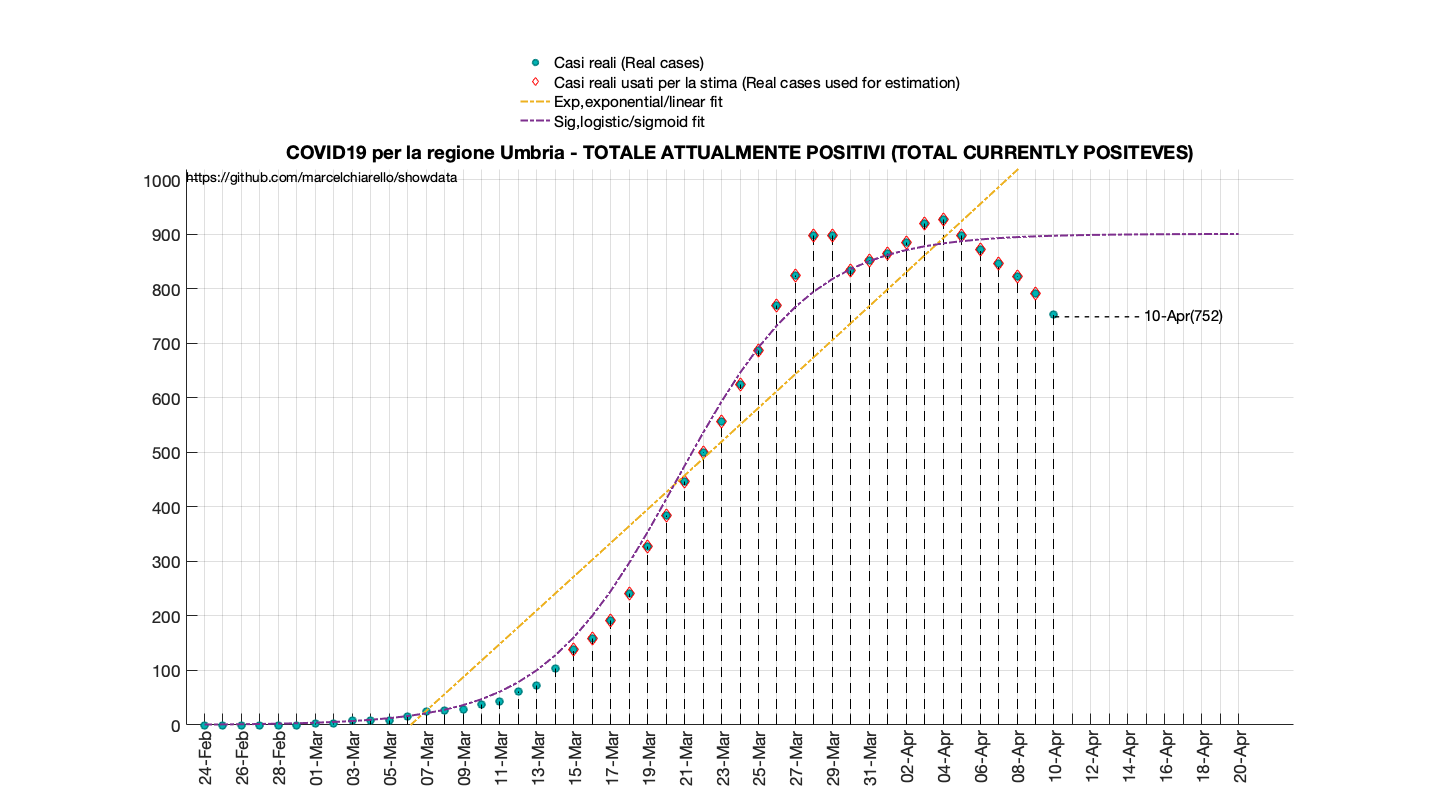 Casi reali (Real cases)
Casi reali usati per la stima (Real cases used for estimation)
Exp,exponential/linear fit
Sig,logistic/sigmoid fit
COVID19 per la regione Umbria - TOTALE ATTUALMENTE POSITIVI (TOTAL CURRENTLY POSITEVES)
https://github.com/marcelchiarello/showdata
1000
900
800
700
600
500
400
300
200
100
0
10-Apr(752)
24-Feb
26-Feb
28-Feb
01-Mar
03-Mar
05-Mar
07-Mar
09-Mar
11-Mar
13-Mar
15-Mar
17-Mar
19-Mar
21-Mar
23-Mar
25-Mar
27-Mar
29-Mar
31-Mar
02-Apr
04-Apr
06-Apr
08-Apr
10-Apr
12-Apr
14-Apr
16-Apr
18-Apr
20-Apr